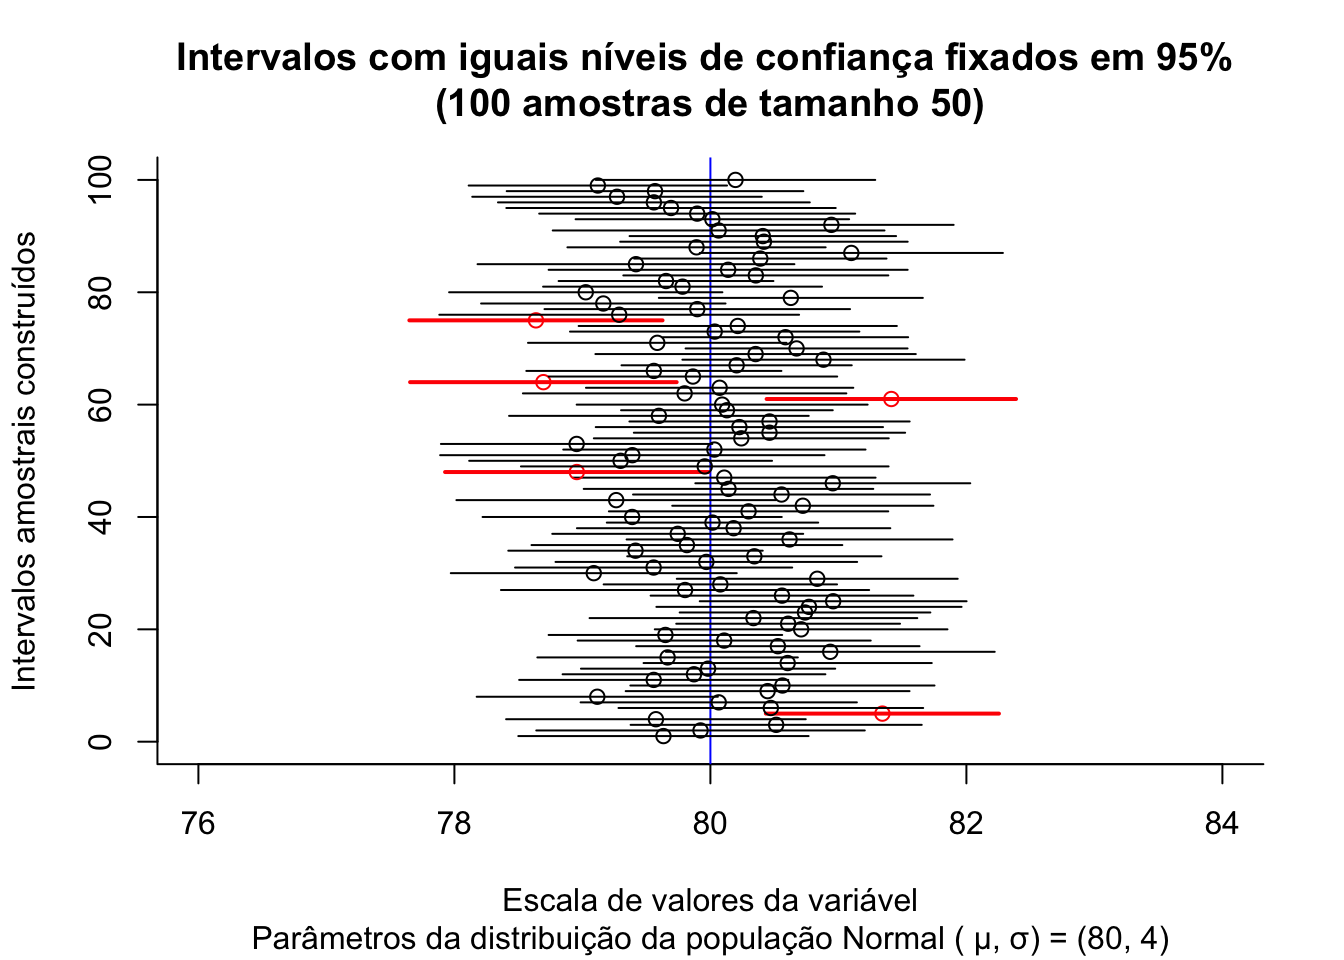 Intervalos com iguais níveis de confiança fixados em 95%
(100 amostras de tamanho 50)
Intervalos amostrais construídos
100
80
60
40
20
0
76 78 80 82 84
Escala de valores da variável
Parâmetros da distribuição da população Normal ( μ, σ) = (80, 4)